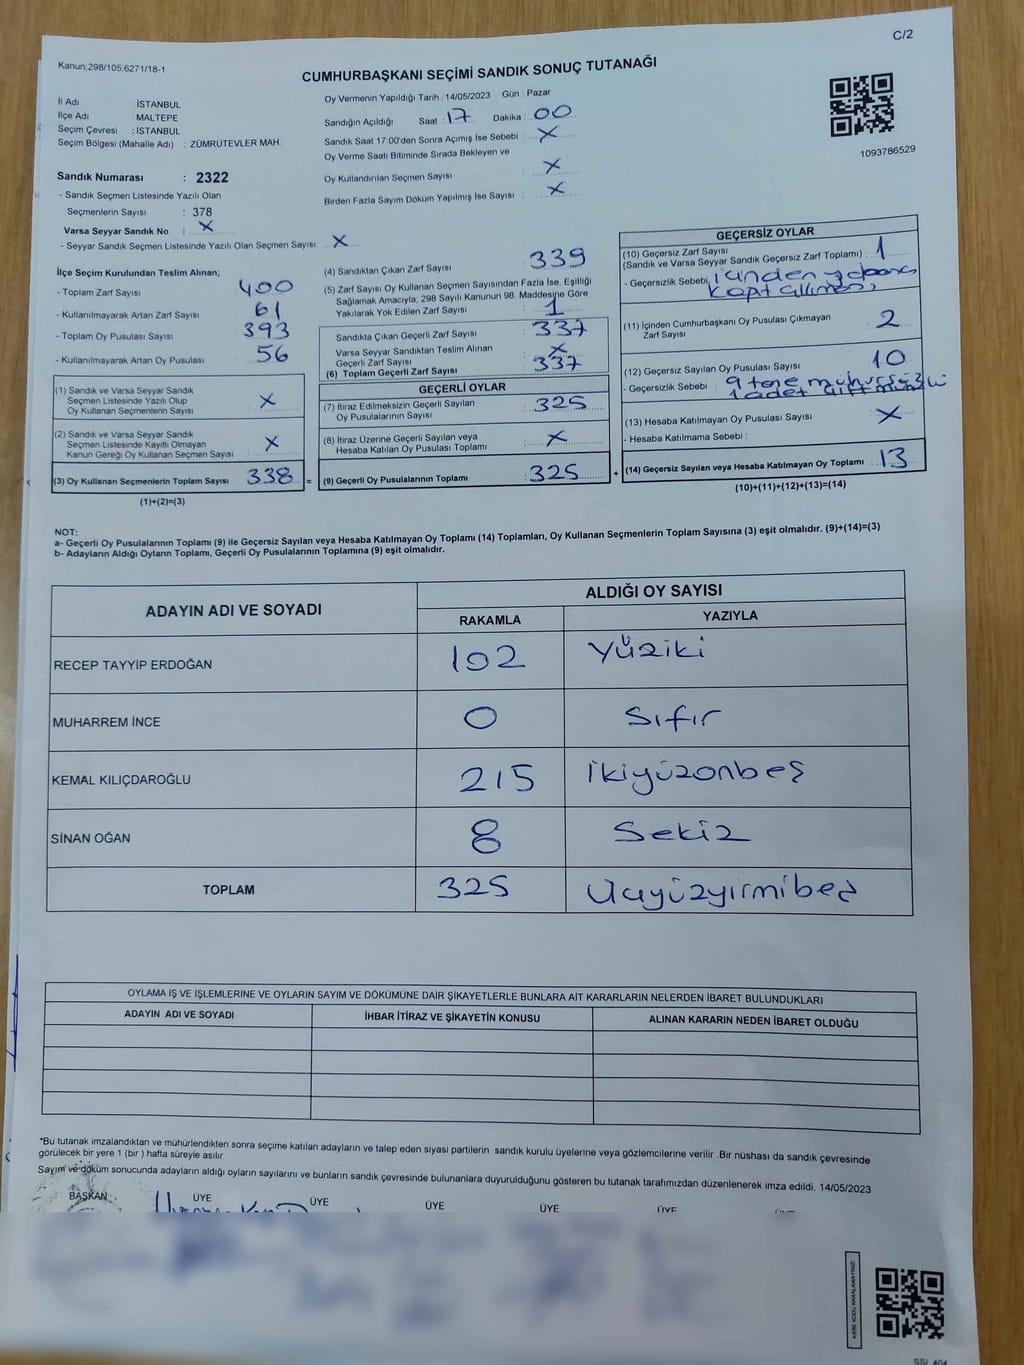 C/2
Kanun;298/105;6271/18-1
CUMHURBAŞKANI SEÇİMİ SANDIK SONUÇ TUTANAĞI
İl Adı : İSTANBUL
İlçe Adı MALTEPE
Seçim Çevresi : İSTANBUL
Seçim Bölgesi (Mahalle Adı) : ZÜMRÜTEVLER MAH.
Oy Vermenin Yapıldığı Tarih : 14/05/2023 Gün : Pazar
Sandığın Açıldığı Saat : 17 Dakika : 00
Sandık Saat 17:00'den Sonra Açımış İse Sebebi : X
Oy Verme Saati Bitiminde Sırada Bekleyen ve
Oy Kullandırılan Seçmen Sayısı : X
Birden Fazla Sayım Döküm Yapılmış İse Sayısı : X
1093786529
Sandık Numarası : 2322
- Sandık Seçmen Listesinde Yazılı Olan
Seçmenlerin Sayısı : 378
Varsa Seyyar Sandık No : X
- Seyyar Sandık Seçmen Listesinde Yazılı Olan Seçmen Sayısı X
İlçe Seçim Kurulundan Teslim Alınan;
- Toplam Zarf Sayısı 400
- Kullanılmayarak Artan Zarf Sayısı 61
- Toplam Oy Pusulası Sayısı 393
- Kullanılmayarak Artan Oy Pusulası 56
(1) Sandık ve Varsa Seyyar Sandık
Seçmen Listesinde Yazılı Olup
Oy Kullanan Seçmenlerin Sayısı X
(2) Sandık ve Varsa Seyyar Sandık
Seçmen Listesinde Kayıtlı Olmayan
Kanun Gereği Oy Kullanan Seçmen Sayısı X
(3) Oy Kullanan Seçmenlerin Toplam Sayısı 338 =
(1)+(2)=(3)
(4) Sandıktan Çıkan Zarf Sayısı 339
(5) Zarf Sayısı Oy Kullanan Seçmen Sayısından Fazla İse, Eşitliği
Sağlamak Amacıyla, 298 Sayılı Kanunun 98. Maddesine Göre
Yakılarak Yok Edilen Zarf Sayısı : 1
Sandıkta Çıkan Geçerli Zarf Sayısı : 337
Varsa Seyyar Sandıktan Teslim Alınan
Geçerli Zarf Sayısı X
(6) Toplam Geçerli Zarf Sayısı : 337
GEÇERLİ OYLAR
(7) İtiraz Edilmeksizin Geçerli Sayılan
Oy Pusulalarının Sayısı : 325
(8) İtiraz Üzerine Geçerli Sayılan veya
Hesaba Katılan Oy Pusulası Toplamı : X
(9) Geçerli Oy Pusulalarının Toplamı : 325 +
GEÇERSİZ OYLAR
(10) Geçersiz Zarf Sayısı
(Sandık ve Varsa Seyyar Sandık Geçersiz Zarf Toplamı) : 1
- Geçersizlik Sebebi : içinden
(11) İçinden Cumhurbaşkanı Oy Pusulası Çıkmayan
Zarf Sayısı : 2
(12) Geçersiz Sayılan Oy Pusulası Sayısı : 10
- Geçersizlik Sebebi : 9 tane mühürsüzlü
1 adet
(13) Hesaba Katılmayan Oy Pusulası Sayısı : X
- Hesaba Katılmama Sebebi :
(14) Geçersiz Sayılan veya Hesaba Katılmayan Oy Toplamı : 13
(10)+(11)+(12)+(13)=(14)
NOT:
a- Geçerli Oy Pusulalarının Toplamı (9) ile Geçersiz Sayılan veya Hesaba Katılmayan Oy Toplamı (14) Toplamları, Oy Kullanan Seçmenlerin Toplam Sayısına (3) eşit olmalıdır. (9)+(14)=(3)
b- Adayların Aldığı Oyların Toplamı, Geçerli Oy Pusulalarının Toplamına (9) eşit olmalıdır.
ADAYIN ADI VE SOYADI ALDIĞI OY SAYISI
RAKAMLA YAZIYLA
RECEP TAYYİP ERDOĞAN 102 Yüziki
MUHARREM İNCE 0 Sıfır
KEMAL KILIÇDAROĞLU 215 İkiyüzonbeş
SİNAN OĞAN 8 Sekiz
TOPLAM 325 Üçyüzyirmibeş
OYLAMA İŞ VE İŞLEMLERİNE VE OYLARIN SAYIM VE DÖKÜMÜNE DAİR ŞİKAYETLERLE BUNLARA AİT KARARLARIN NELERDEN İBARET BULUNDUKLARI
ADAYIN ADI VE SOYADI İHBAR İTİRAZ VE ŞİKAYETİN KONUSU ALINAN KARARIN NEDEN İBARET OLDUĞU
*Bu tutanak imzalandıktan ve mühürlendikten sonra seçime katılan adayların ve talep eden siyasi partilerin sandık kurulu üyelerine veya gözlemcilerine verilir. Bir nüshası da sandık çevresinde
görülecek bir yere 1 (bir ) hafta süreyle asılır.
Sayım ve döküm sonucunda adayların aldığı oyların sayılarını ve bunların sandık çevresinde bulunanlara duyurulduğunu gösteren bu tutanak tarafımızdan düzenlenerek imza edildi. 14/05/2023
BAŞKAN ÜYE ÜYE ÜYE ÜYE ÜYE
KARE KODU KARALAMAYINIZ!